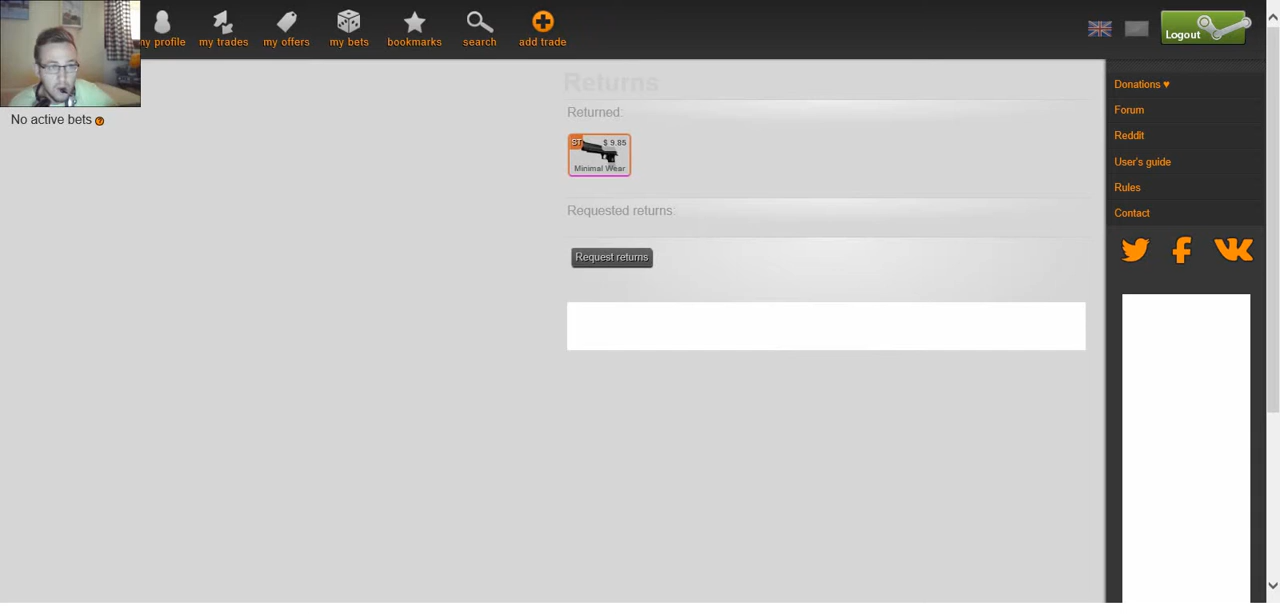 my profile
my trades
my offers
my bets
bookmarks
search
add trade
Logout
Returns
No active bets ?
Returned:
ST $ 9.85
Minimal Wear
Requested returns:
Request returns
Donations ♥
Forum
Reddit
User's guide
Rules
Contact